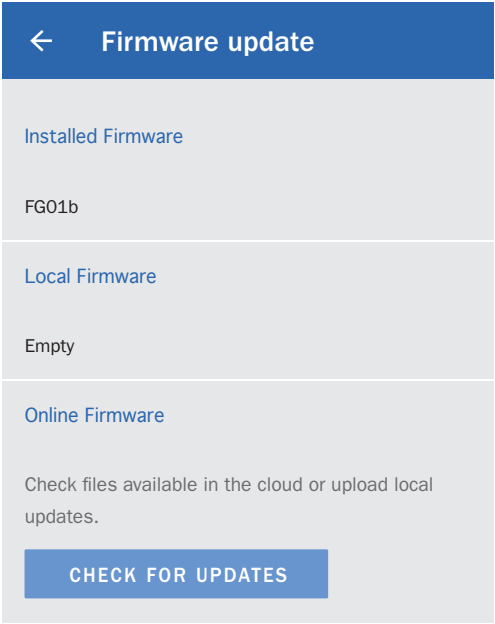 Firmware update
Installed Firmware
FG01b
Local Firmware
Empty
Online Firmware
Check files available in the cloud or upload local
updates.
CHECK FOR UPDATES